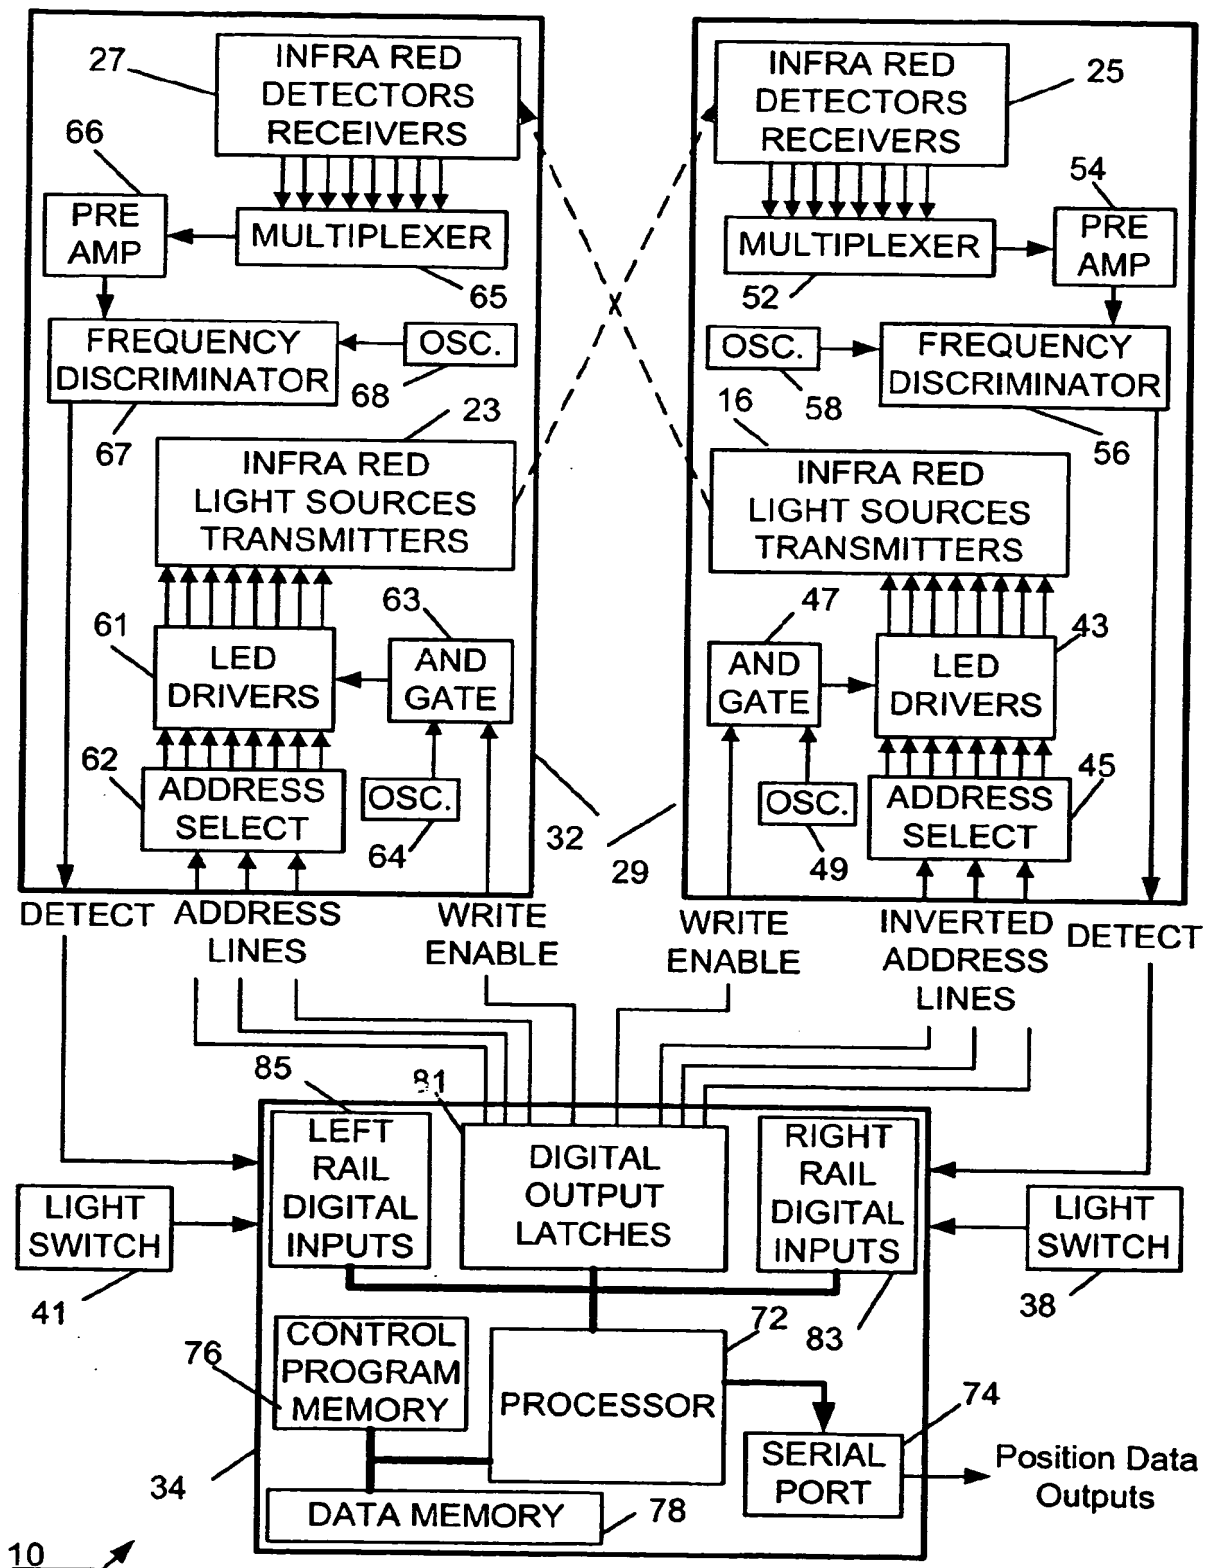 27
INFRA RED
DETECTORS
RECEIVERS
66
PRE
AMP
MULTIPLEXER
65
FREQUENCY
DISCRIMINATOR
OSC.
68
67
23
INFRA RED
LIGHT SOURCES
TRANSMITTERS
61
LED
DRIVERS
63
AND
GATE
62
ADDRESS
SELECT
OSC.
64
32
DETECT
ADDRESS
LINES
WRITE
ENABLE
INFRA RED
DETECTORS
RECEIVERS
25
54
MULTIPLEXER
52
PRE
AMP
OSC.
58
FREQUENCY
DISCRIMINATOR
56
16
INFRA RED
LIGHT SOURCES
TRANSMITTERS
47
AND
GATE
43
LED
DRIVERS
OSC.
49
45
ADDRESS
SELECT
29
WRITE
ENABLE
INVERTED
ADDRESS
LINES
DETECT
85
LEFT
RAIL
DIGITAL
INPUTS
81
DIGITAL
OUTPUT
LATCHES
RIGHT
RAIL
DIGITAL
INPUTS
83
LIGHT
SWITCH
41
LIGHT
SWITCH
38
76
CONTROL
PROGRAM
MEMORY
72
PROCESSOR
74
SERIAL
PORT
Position Data
Outputs
34
DATA MEMORY
78
10